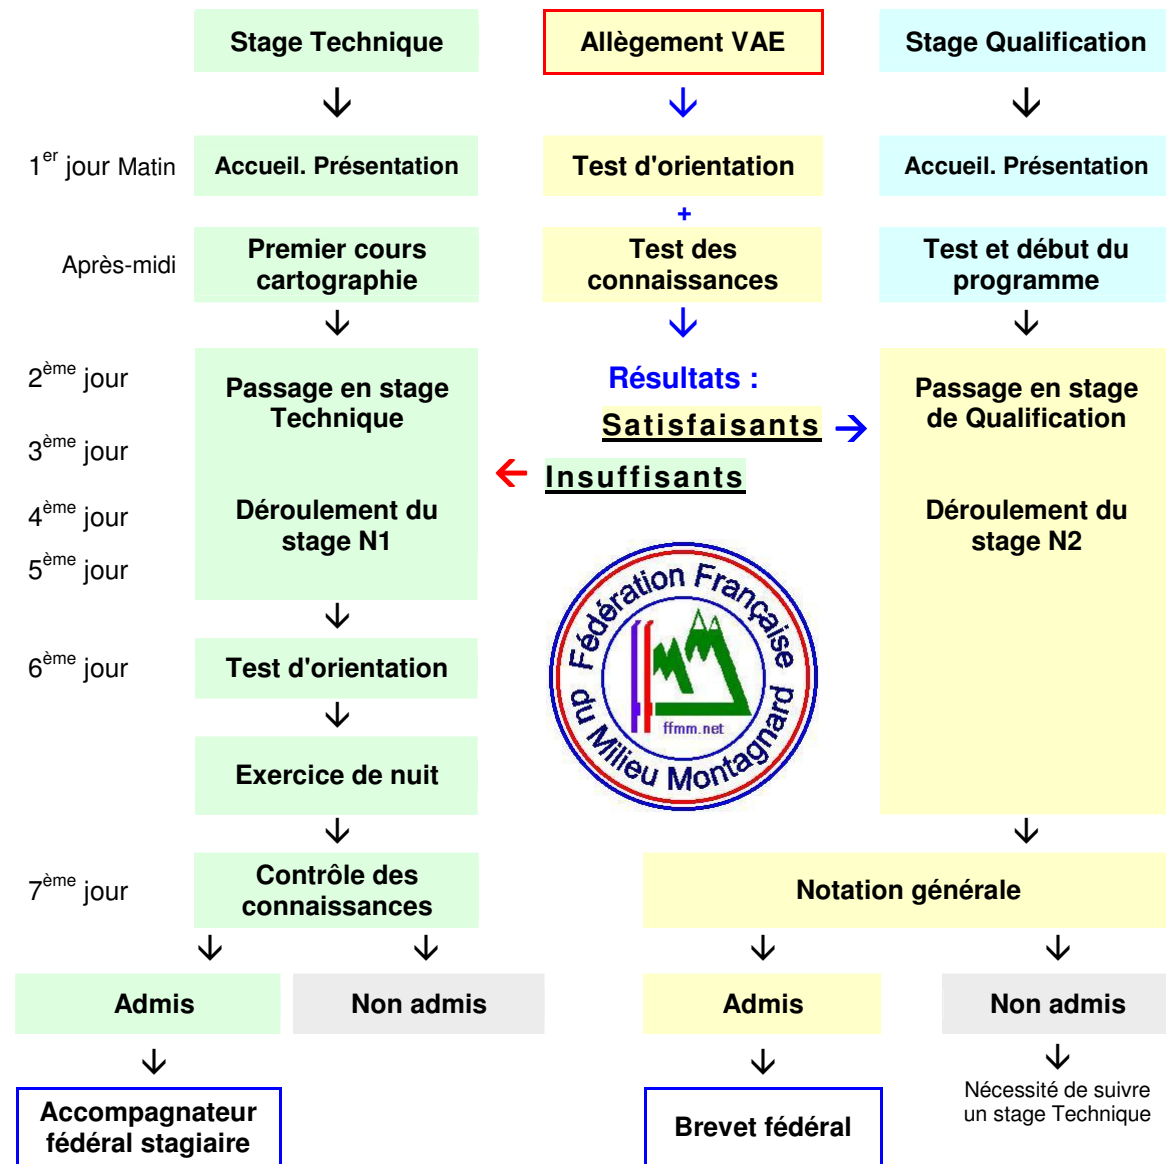 Stage Technique
Allègement VAE
Stage Qualification
1er jour Matin
Accueil. Présentation
Test d'orientation
Accueil. Présentation
+
Après-midi
Premier cours
cartographie
Test des
connaissances
Test et début du
programme
2ème jour
3ème jour
4ème jour
5ème jour
Passage en stage
Technique
Déroulement du
stage N1
Résultats :
Satisfaisants
Insuffisants
Passage en stage
de Qualification
Déroulement du
stage N2
Fédération Française
du Milieu Montagnard
ffmm.net
6ème jour
Test d'orientation
Exercice de nuit
7ème jour
Contrôle des
connaissances
Notation générale
Admis
Non admis
Admis
Non admis
Accompagnateur
fédéral stagiaire
Brevet fédéral
Nécessité de suivre
un stage Technique